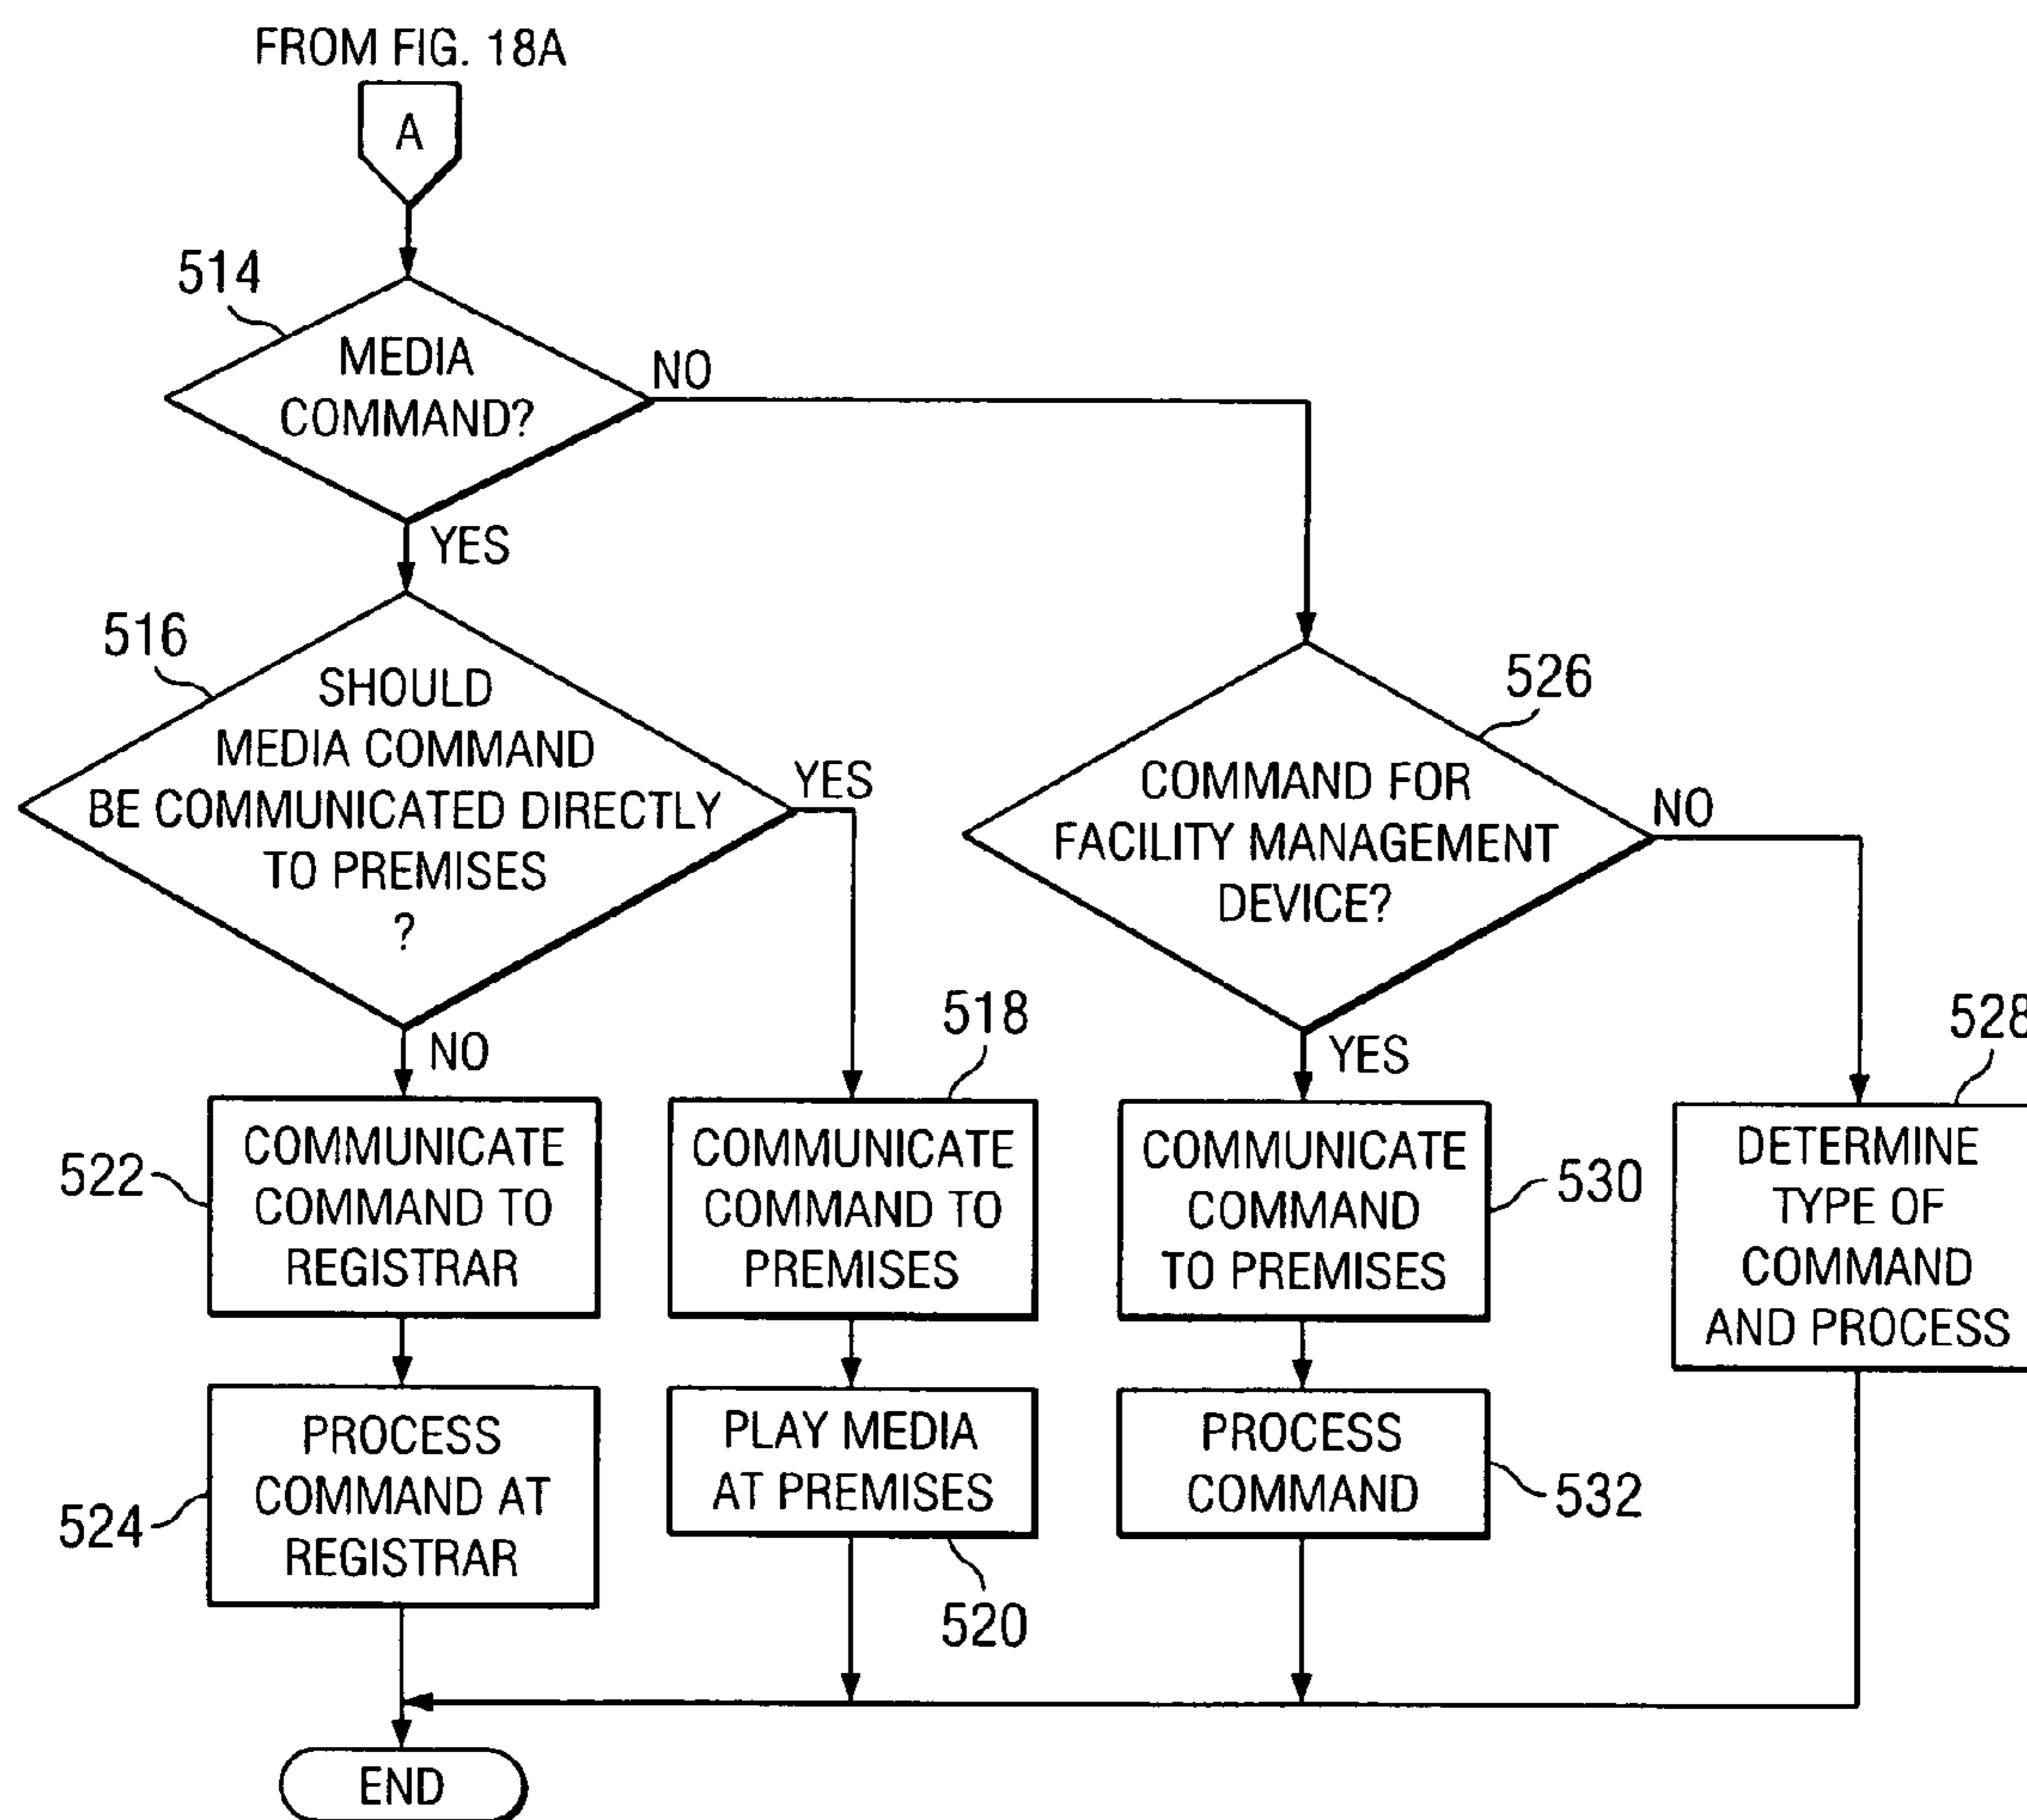 FROM FIG. 18A
A
514
MEDIA
COMMAND?
NO
YES
516
SHOULD
MEDIA COMMAND
BE COMMUNICATED DIRECTLY
TO PREMISES
?
YES
NO
526
COMMAND FOR
FACILITY MANAGEMENT
DEVICE?
NO
YES
522
COMMUNICATE
COMMAND TO
REGISTRAR
518
COMMUNICATE
COMMAND TO
PREMISES
530
COMMUNICATE
COMMAND
TO PREMISES
528
DETERMINE
TYPE OF
COMMAND
AND PROCESS
524
PROCESS
COMMAND AT
REGISTRAR
PLAY MEDIA
AT PREMISES
520
PROCESS
COMMAND
532
END